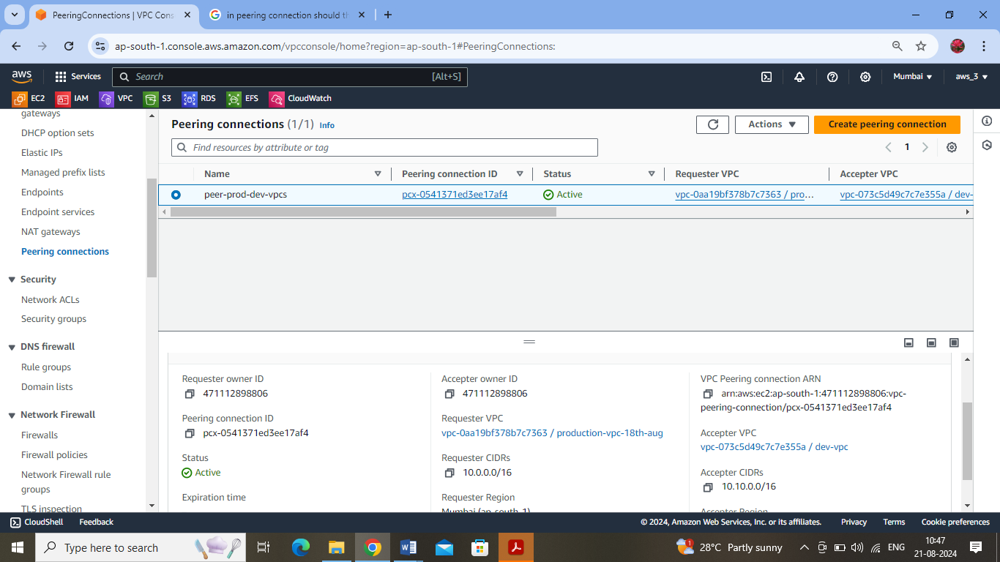 PeeringConnections | VPC Cons
in peering connection should th
ap-south-1.console.aws.amazon.com/vpcconsole/home?region=ap-south-1#PeeringConnections:
aws
Services
Search
[Alt+S]
Mumbai
aws_3
EC2
IAM
VPC
S3
RDS
EFS
CloudWatch
gateways
DHCP option sets
Elastic IPs
Managed prefix lists
Endpoints
Endpoint services
NAT gateways
Peering connections
Security
Network ACLs
Security groups
DNS firewall
Rule groups
Domain lists
Network Firewall
Firewalls
Firewall policies
Network Firewall rule
groups
TLS inspection
Peering connections (1/1) Info
Actions
Create peering connection
Find resources by attribute or tag
1
Name
Peering connection ID
Status
Requester VPC
Accepter VPC
peer-prod-dev-vpcs
pcx-0541371ed3ee17af4
Active
vpc-0aa19bf378b7c7363 / pro...
vpc-073c5d49c7c7e355a / dev-
Requester owner ID
471112898806
Peering connection ID
pcx-0541371ed3ee17af4
Status
Active
Expiration time
Accepter owner ID
471112898806
Requester VPC
vpc-0aa19bf378b7c7363 / production-vpc-18th-aug
Requester CIDRs
10.0.0.0/16
Requester Region
Mumbai (ap-south-1)
VPC Peering connection ARN
arn:aws:ec2:ap-south-1:471112898806:vpc-
peering-connection/pcx-0541371ed3ee17af4
Accepter VPC
vpc-073c5d49c7c7e355a / dev-vpc
Accepter CIDRs
10.10.0.0/16
Accepter Region
CloudShell
Feedback
© 2024, Amazon Web Services, Inc. or its affiliates.
Privacy
Terms
Cookie preferences
Type here to search
1
28°C Partly sunny
ENG
10:47
21-08-2024